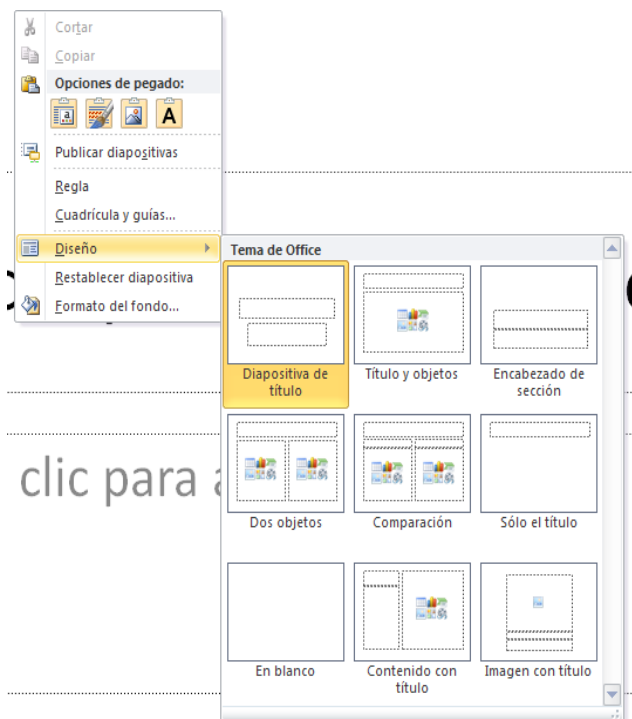 Cortar
Copiar
Opciones de pegado:
a
A
Publicar diapositivas
Regla
Cuadrícula y guías...
Diseño
Restablecer diapositiva
Formato del fondo...
Tema de Office
Diapositiva de
título
Título y objetos
Encabezado de
sección
clic para a
Dos objetos
Comparación
Sólo el título
En blanco
Contenido con
título
Imagen con título